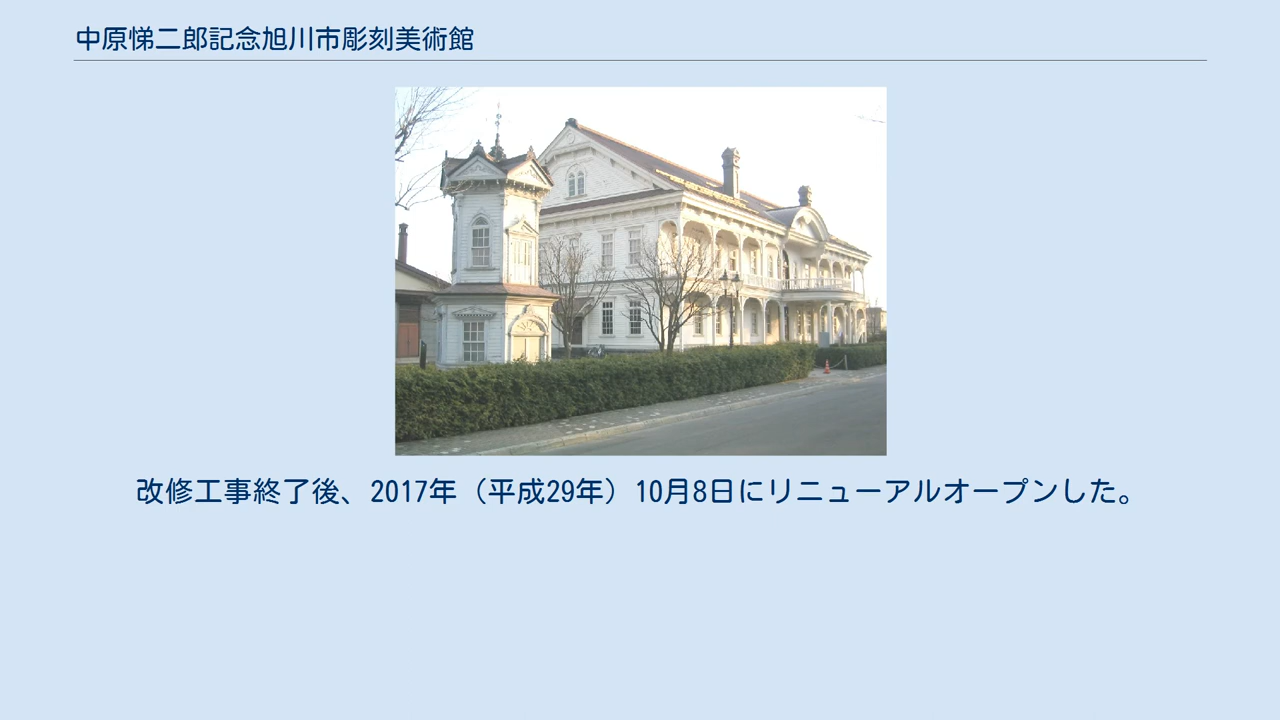 中原悌二郎記念旭川市彫刻美術館
改修工事終了後、2017年（平成29年）10月8日にリニューアルオープンした。